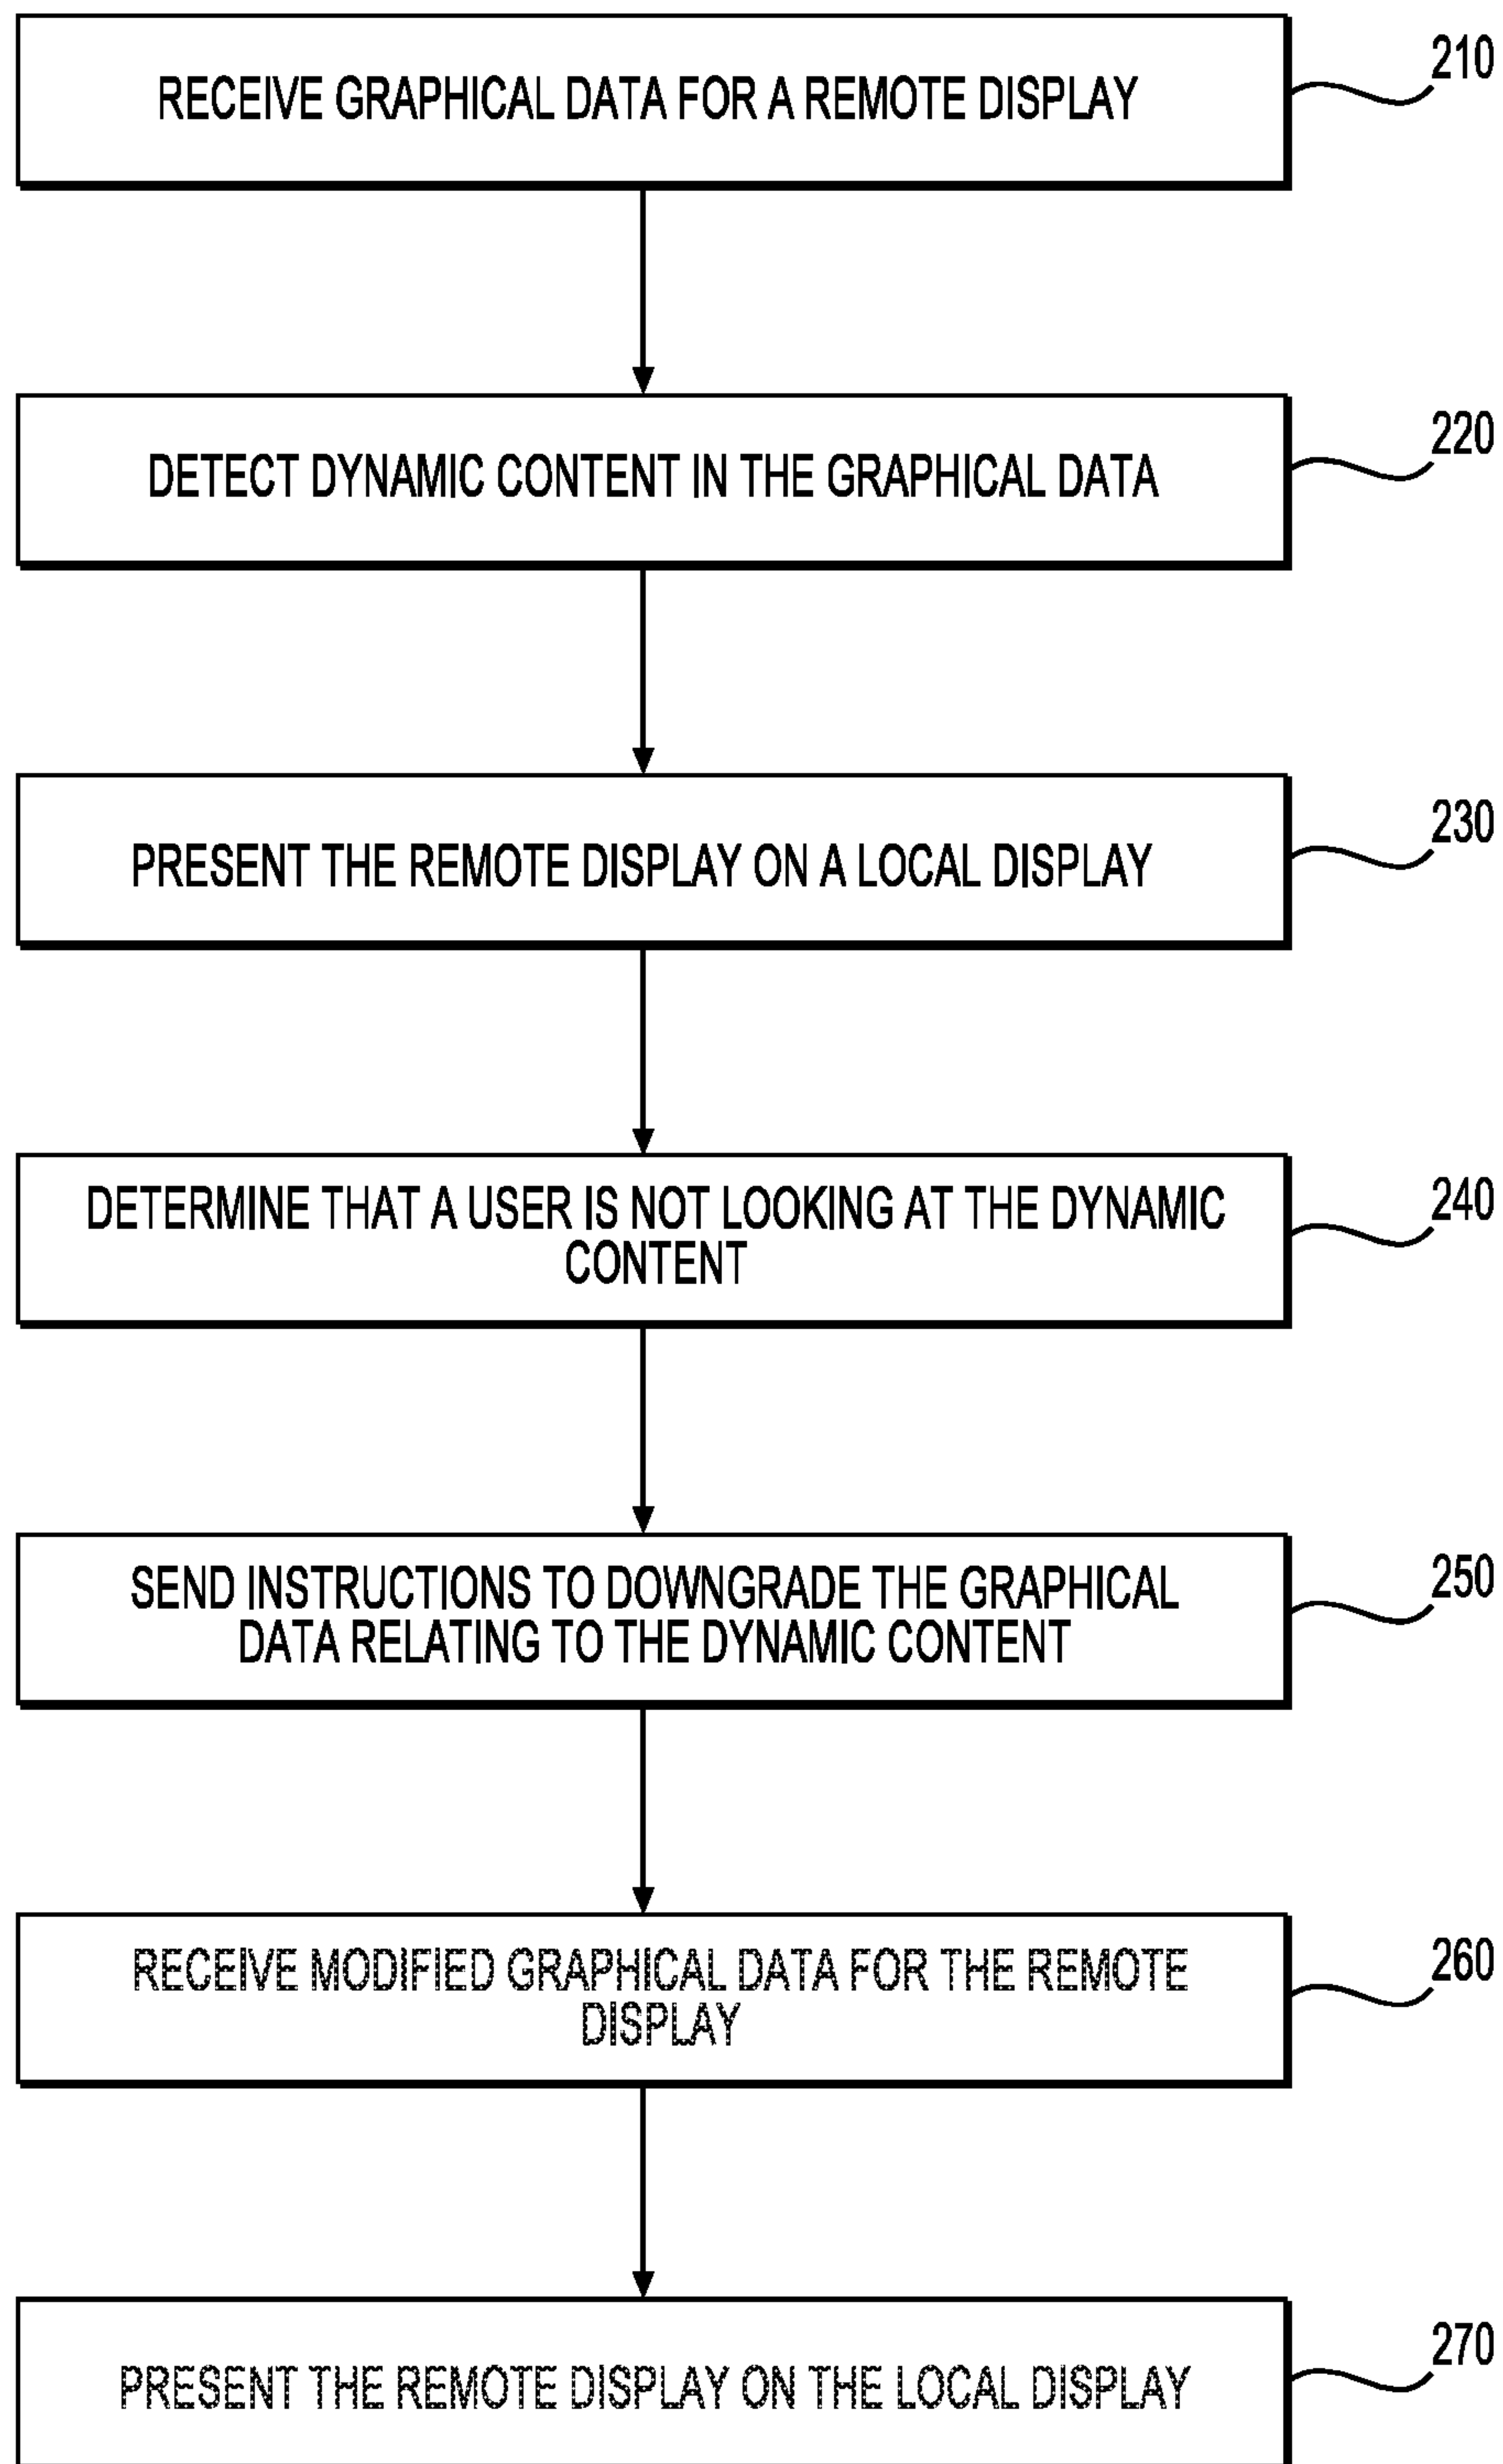 RECEIVE GRAPHICAL DATA FOR A REMOTE DISPLAY
210
DETECT DYNAMIC CONTENT IN THE GRAPHICAL DATA
220
PRESENT THE REMOTE DISPLAY ON A LOCAL DISPLAY
230
DETERMINE THAT A USER IS NOT LOOKING AT THE DYNAMIC
CONTENT
240
SEND INSTRUCTIONS TO DOWNGRADE THE GRAPHICAL
DATA RELATING TO THE DYNAMIC CONTENT
250
RECEIVE MODIFIED GRAPHICAL DATA FOR THE REMOTE
DISPLAY
260
PRESENT THE REMOTE DISPLAY ON THE LOCAL DISPLAY
270